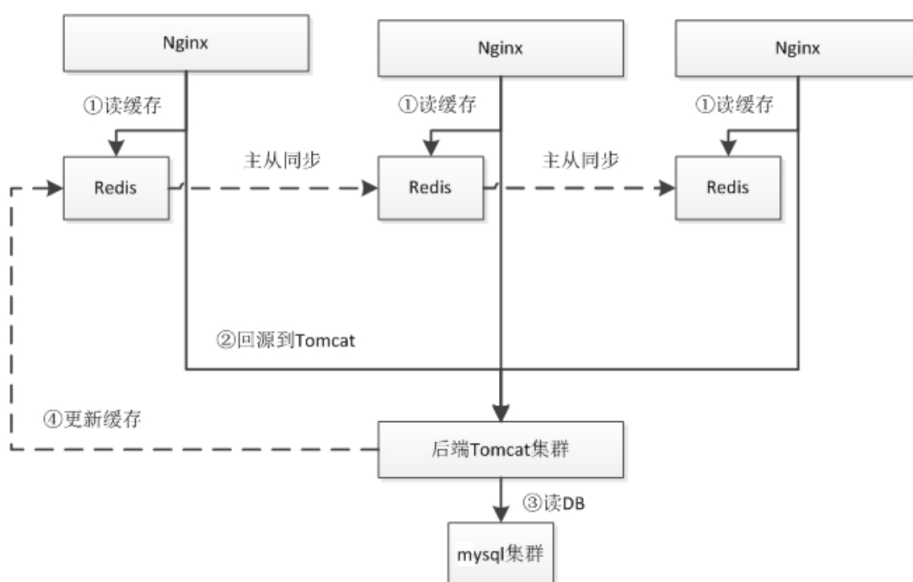 Nginx
Nginx
Nginx
①读缓存
①读缓存
①读缓存
主从同步
主从同步
Redis
Redis
Redis
②回源到Tomcat
④更新缓存
后端Tomcat集群
③读DB
mysql集群